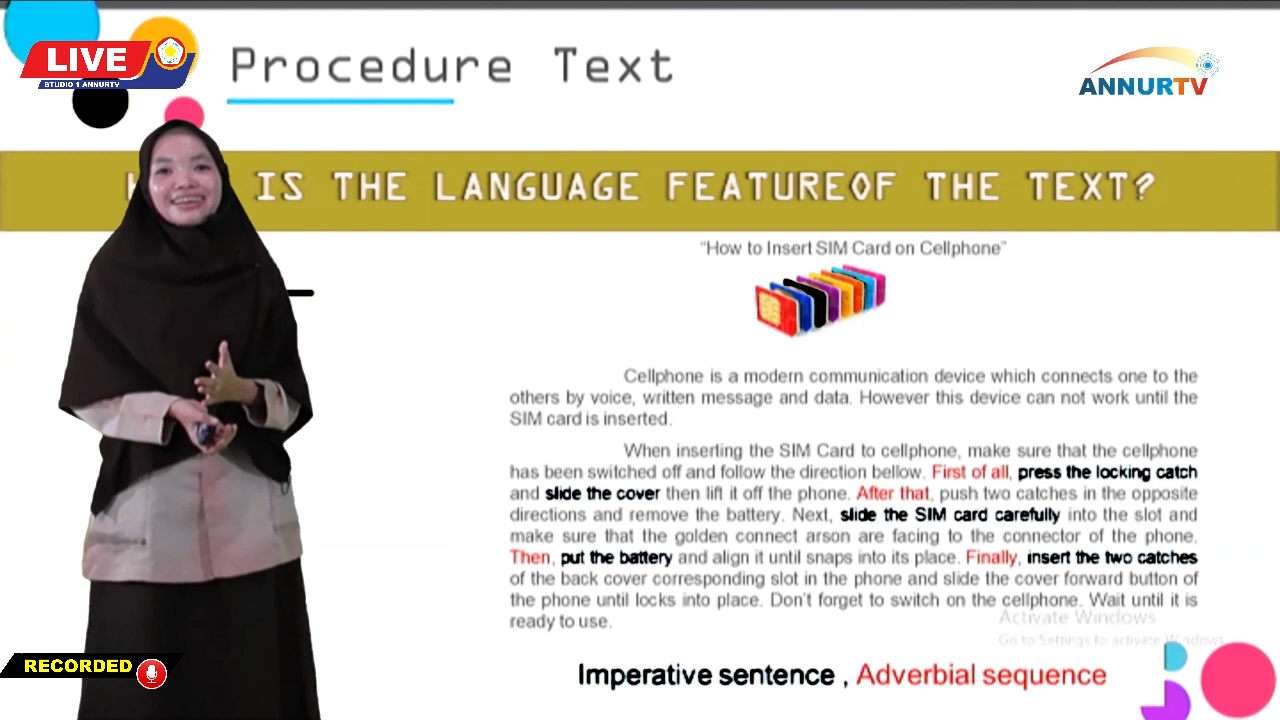 LIVE
STUDIO 1 ANNURTV
Procedure Text
ANNURTV
IS THE LANGUAGE FEATUREOF THE TEXT?
“How to Insert SIM Card on Cellphone”
Cellphone is a modern communication device which connects one to the
others by voice, written message and data. However this device can not work until the
SIM card is inserted.
When inserting the SIM Card to cellphone, make sure that the cellphone
has been switched off and follow the direction bellow. First of all, press the locking catch
and slide the cover then lift it off the phone. After that, push two catches in the opposite
directions and remove the battery. Next, slide the SIM card carefully into the slot and
make sure that the golden connect arson are facing to the connector of the phone.
Then, put the battery and align it until snaps into its place. Finally, insert the two catches
of the back cover corresponding slot in the phone and slide the cover forward button of
the phone until locks into place. Don't forget to switch on the cellphone. Wait until it is
ready to use.
Activate Windows
Go to Settings to activate Windows.
Imperative sentence , Adverbial sequence
RECORDED